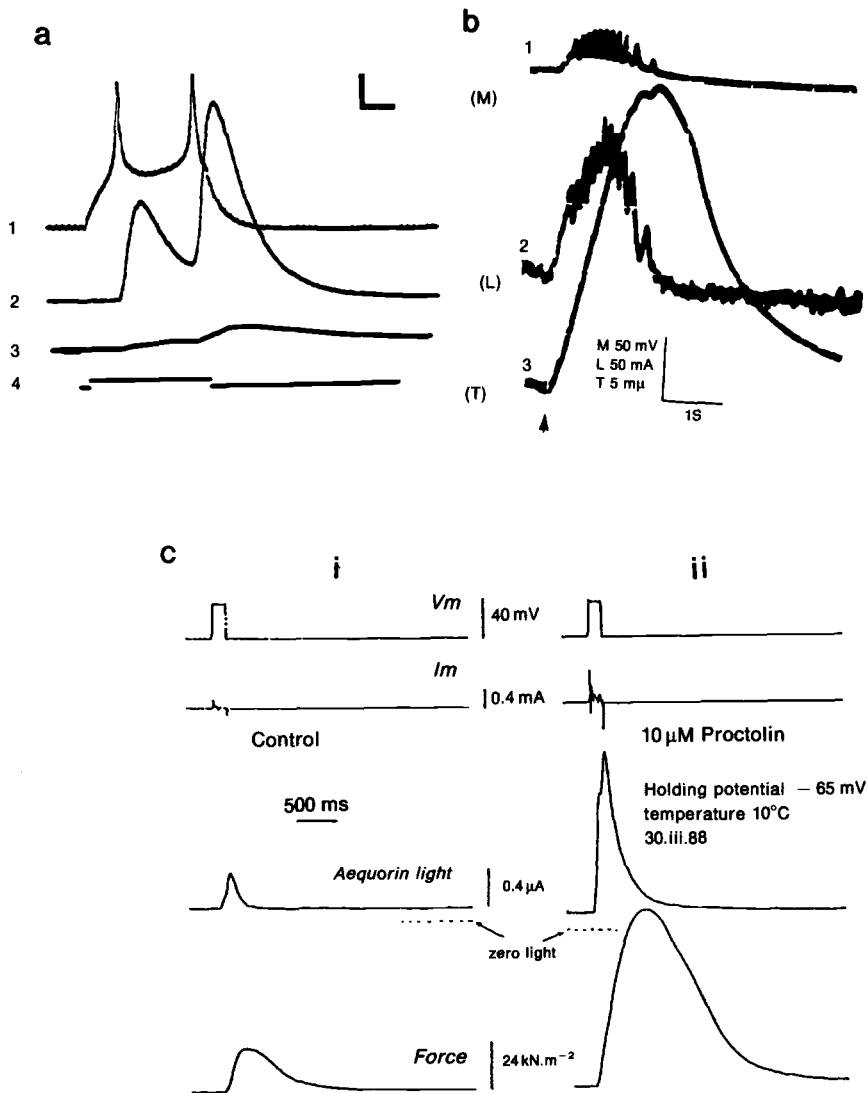 a
1
2
3
4
b
1
(M)
2
(L)
3
(T)
M 50 mV
L 50 mA
T 5 mμ
1S
c
i
ii
Vm
40 mV
Im
0.4 mA
Control
10 μM Proctolin
500 ms
Holding potential – 65 mV
temperature 10°C
30.iii.88
Aequorin light
0.4 μA
zero light
Force
24 kN.m⁻²